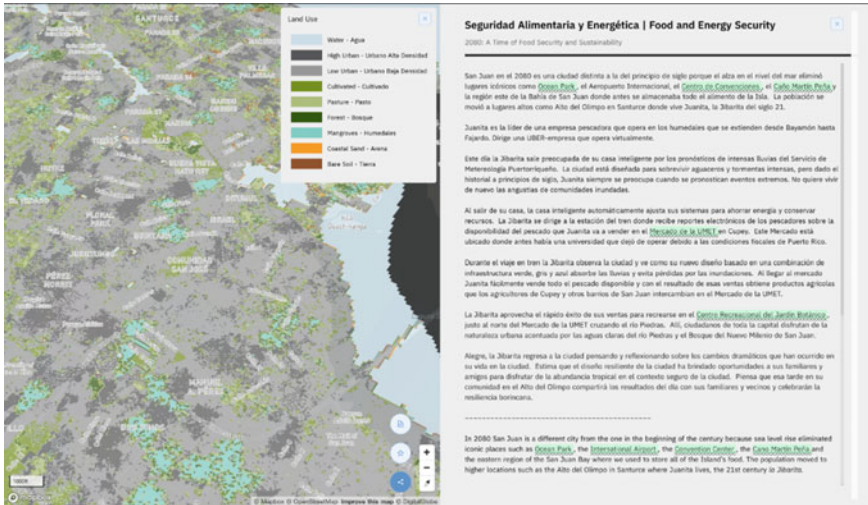 SANTURCE
Land Use
Water - Agua
High Urban - Urbano Alta Densidad
Low Urban - Urbano Baja Densidad
Cultivated - Cultivado
Pasture - Pasto
Forest - Bosque
Mangroves - Humedales
Coastal Sand - Arena
Bare Soil - Tierra
COMUNIDAD
SAN JOSÉ
PÉREZ
MORRIS
MANUEL
A. PÉREZ
© Mapbox © OpenStreetMap Improve this map © DigitalGlobe
Seguridad Alimentaria y Energética | Food and Energy Security
2080: A Time of Food Security and Sustainability
San Juan en el 2080 es una ciudad distinta a la del principio de siglo porque el alza en el nivel del mar eliminó
lugares icónicos como Ocean Park , el Aeropuerto Internacional, el Centro de Convenciones , el Caño Martín Peña y
la región este de la Bahía de San Juan donde antes se almacenaba todo el alimento de la Isla. La población se
movió a lugares altos como Alto del Olimpo en Santurce donde vive Juanita, la Jibarita del siglo 21.
Juanita es la líder de una empresa pescadora que opera en los humedales que se extienden desde Bayamón hasta
Fajardo. Dirige una UBER-empresa que opera virtualmente.
Este día la Jibarita sale preocupada de su casa inteligente por los pronósticos de intensas lluvias del Servicio de
Metereología Puertorriqueño. La ciudad está diseñada para sobrevivir aguaceros y tormentas intensas, pero dado el
historial a principios de siglo, Juanita siempre se preocupa cuando se pronostican eventos extremos. No quiere vivir
de nuevo las angustias de comunidades inundades.
Al salir de su casa, la casa inteligente automáticamente ajusta sus sistemas para ahorrar energía y conservar
recursos. La Jibarita se dirige a la estación del tren donde recibe reportes electrónicos de los pescadores sobre la
disponibilidad del pescado que Juanita va a vender en el Mercado de la UMET en Cupey. Este Mercado está
ubicado donde antes había una universidad que dejó de operar debido a las condiciones fiscales de Puerto Rico.
Durante el viaje en tren la Jibarita observa la ciudad y ve como su nuevo diseño basado en una combinación de
infraestructura verde, gris y azul absorbe las lluvias y evita pérdidas por las inundaciones. Al llegar al mercado
Juanita fácilmente vende todo el pescado disponible y con el resultado de esas ventas obtiene productos agrícolas
que los agricultores de Cupey y otros barrios de San Juan intercambian en el Mercado de la UMET.
La Jibarita aprovecha el rápido éxito de sus ventas para recrearse en el Centro Recreacional del Jardín Botánico ,
justo al norte del Mercado de la UMET cruzando el río Piedras. Allí, ciudadanos de toda la capital disfrutan de la
naturaleza urbana acentuada por las aguas claras del río Piedras y el Bosque del Nuevo Milenio de San Juan.
Alegre, la Jibarita regresa a la ciudad pensando y reflexionando sobre los cambios dramáticos que han ocurrido en
su vida en la ciudad. Estima que el diseño resiliente de la ciudad ha brindado oportunidades a sus familiares y
amigos para disfrutar de la abundancia tropical en el contexto seguro de la ciudad. Piensa que esa tarde en su
comunidad en el Alto del Olimpo compartirá los resultados del día con sus familiares y vecinos y celebrarán la
resiliencia borincana.
In 2080 San Juan is a different city from the one in the beginning of the century because sea level rise eliminated
iconic places such as Ocean Park , the International Airport , the Convention Center , the Cano Martín Peña and
the eastern region of the San Juan Bay where we used to store all of the Island's food. The population moved to
higher locations such as the Alto del Olimpo in Santurce where Juanita lives, the 21st century la Jibarita.